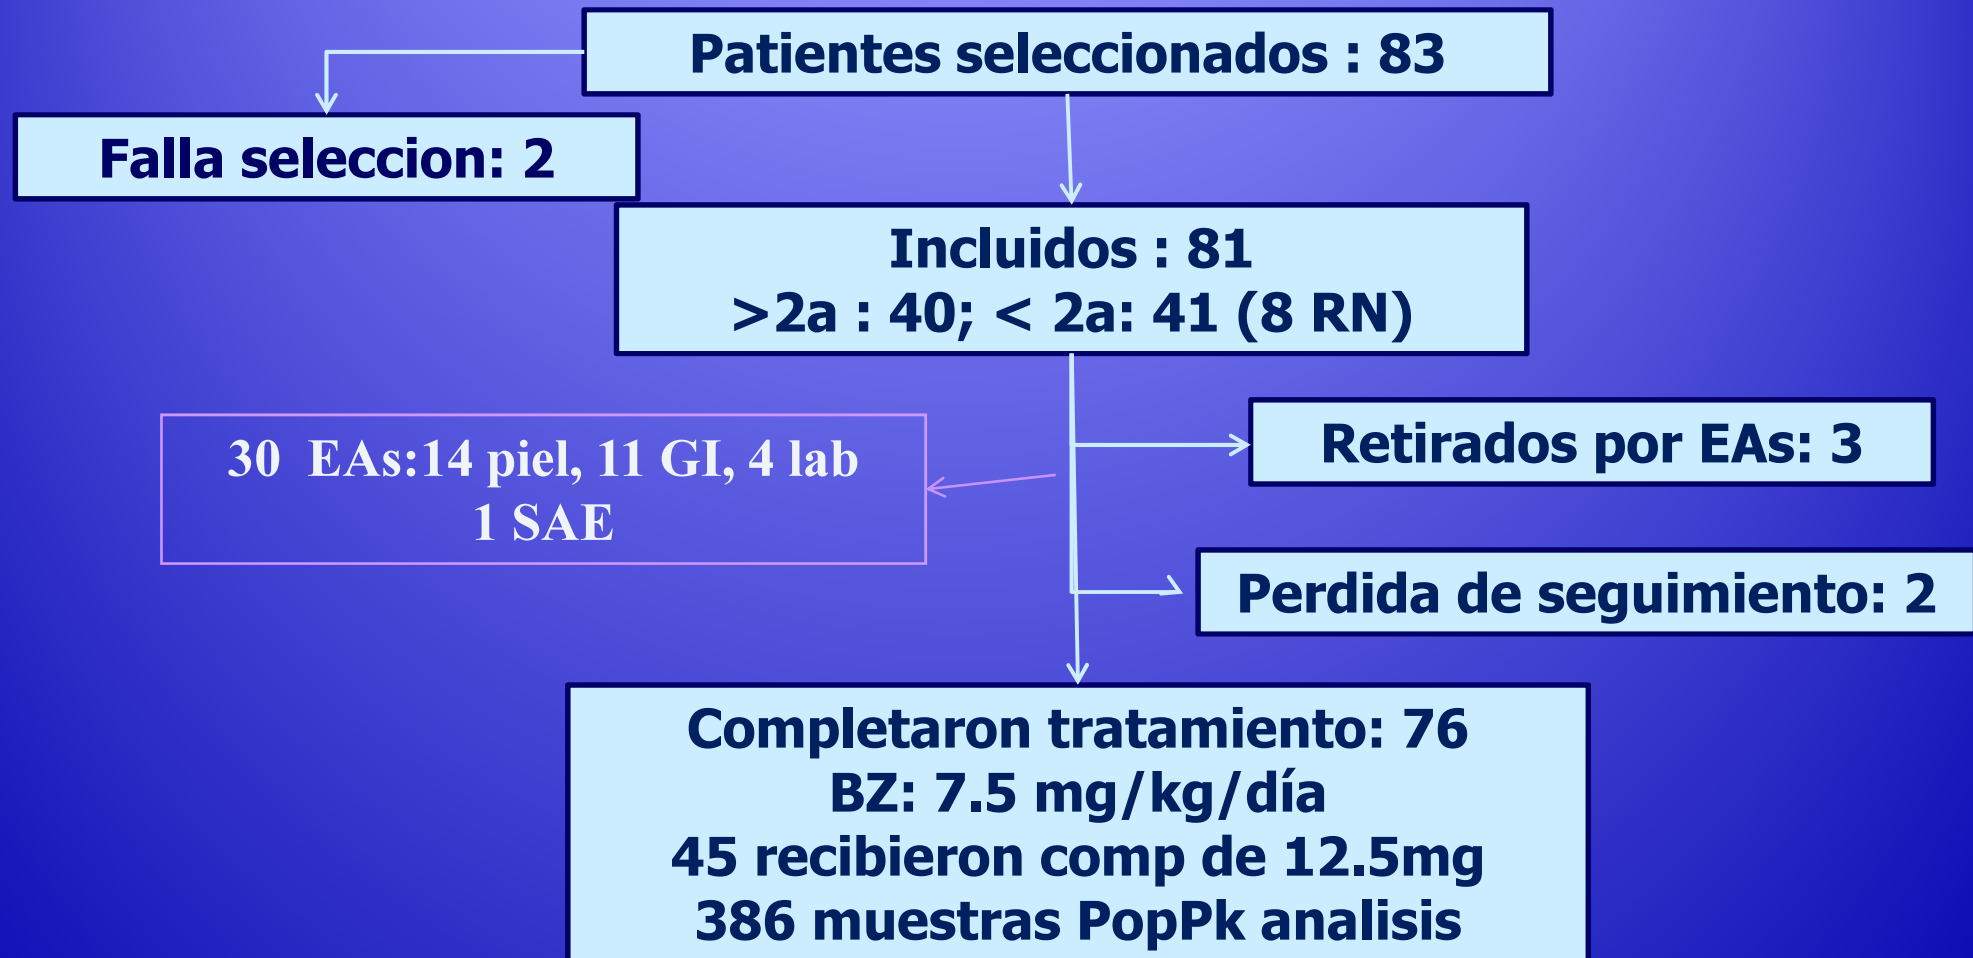 Patientes seleccionados : 83
Falla seleccion: 2
Incluidos : 81
>2a : 40; < 2a: 41 (8 RN)
30 EAs:14 piel, 11 GI, 4 lab
1 SAE
Retirados por EAs: 3
Perdida de seguimiento: 2
Completaron tratamiento: 76
BZ: 7.5 mg/kg/día
45 recibieron comp de 12.5mg
386 muestras PopPk analisis